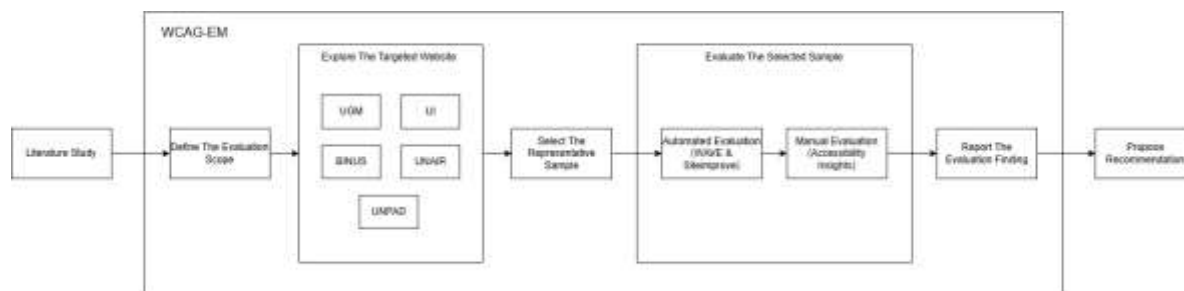 WCAG-EM
Explore The Targeted Website
Evaluate The Selected Sample
UGM
UI
Literature Study
Define The Evaluation
Scope
BINUS
UNAIR
Select The
Representative
Sample
Automated Evaluation
(WAVE &
Siteimprove)
Manual Evaluation
(Accessibility
Insights)
Report The
Evaluation Finding
Propose
Recommendation
UNPAD